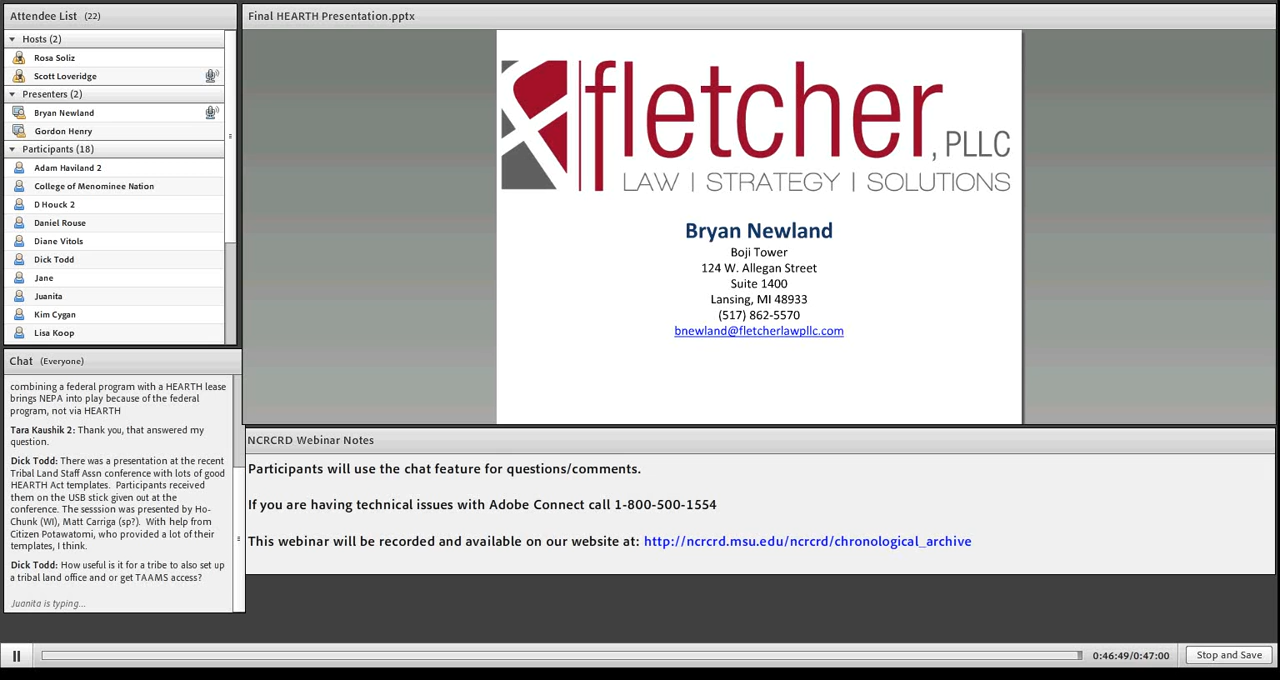 Attendee List (22)
Hosts (2)
Rosa Soliz
Scott Loveridge
Presenters (2)
Bryan Newland
Gordon Henry
Participants (18)
Adam Haviland 2
College of Menominee Nation
D Houck 2
Daniel Rouse
Diane Vitols
Dick Todd
Jane
Juanita
Kim Cygan
Lisa Koop
Chat (Everyone)
combining a federal program with a HEARTH lease
brings NEPA into play because of the federal
program, not via HEARTH
Tara Kaushik 2: Thank you, that answered my
question.
Dick Todd: There was a presentation at the recent
Tribal Land Staff Assn conference with lots of good
HEARTH Act templates. Participants received
them on the USB stick given out at the
conference. The sesssion was presented by Ho-
Chunk (WI), Matt Carriga (sp?). With help from
Citizen Potawatomi, who provided a lot of their
templates, I think.
Dick Todd: How useful is it for a tribe to also set up
a tribal land office and or get TAAMS access?
Juanita is typing...
Final HEARTH Presentation.pptx
fletcher, PLLC
LAW | STRATEGY | SOLUTIONS
Bryan Newland
Boji Tower
124 W. Allegan Street
Suite 1400
Lansing, MI 48933
(517) 862-5570
bnewland@fletcherlawpllc.com
NCRCRD Webinar Notes
Participants will use the chat feature for questions/comments.
If you are having technical issues with Adobe Connect call 1-800-500-1554
This webinar will be recorded and available on our website at: http://ncrcrd.msu.edu/ncrcrd/chronological_archive
0:46:49/0:47:00
Stop and Save